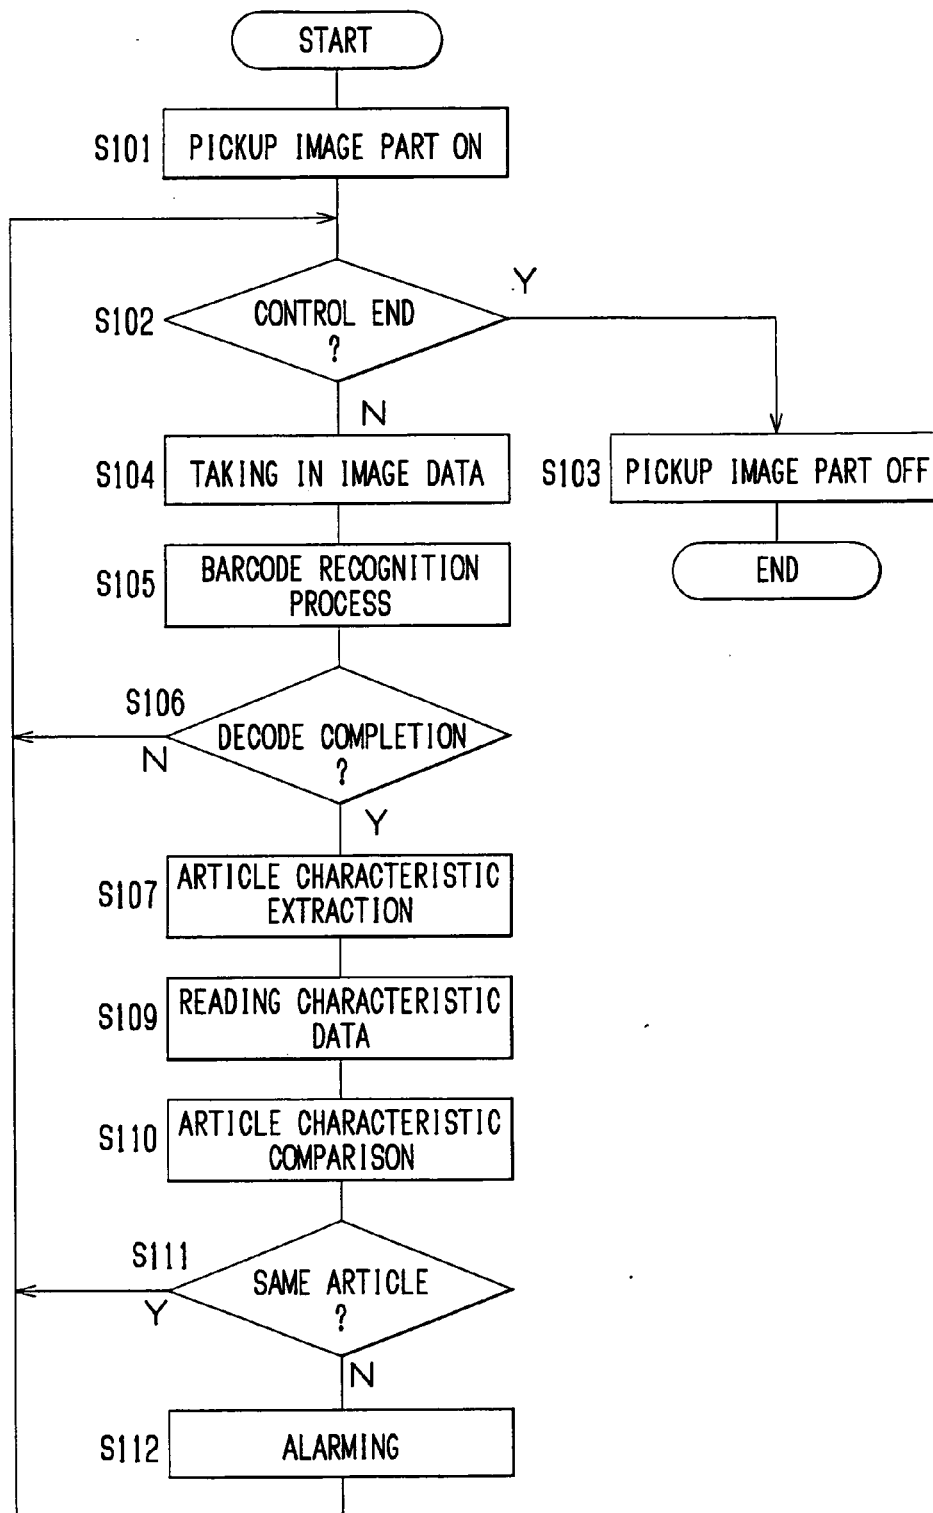 START
S101 PICKUP IMAGE PART ON
Y
S102 CONTROL END
?
N
S104 TAKING IN IMAGE DATA
S103 PICKUP IMAGE PART OFF
S105 BARCODE RECOGNITION
PROCESS
END
S106
DECODE COMPLETION
?
N
Y
S107 ARTICLE CHARACTERISTIC
EXTRACTION
S109 READING CHARACTERISTIC
DATA
S110 ARTICLE CHARACTERISTIC
COMPARISON
S111
SAME ARTICLE
?
Y
N
S112 ALARMING